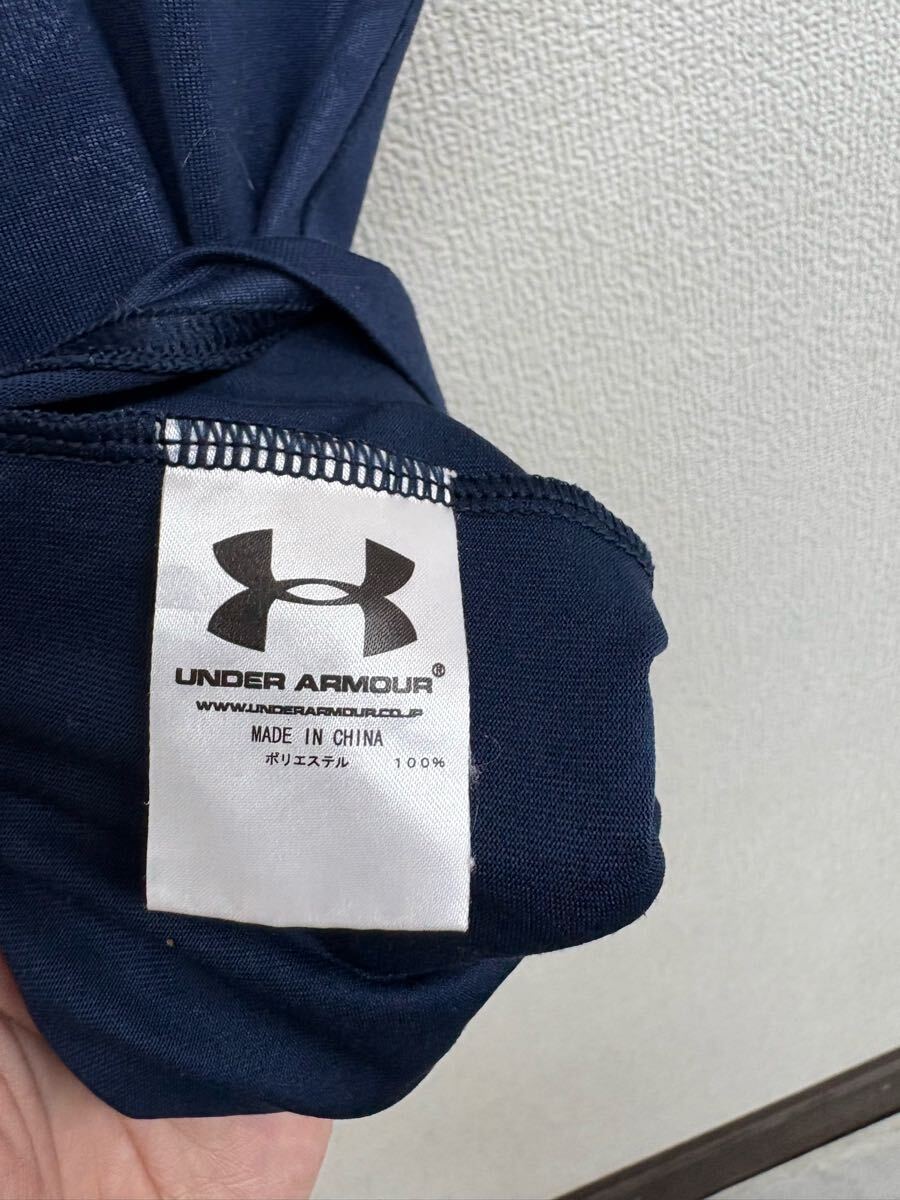 UNDER ARMOUR®
WWW.UNDERARMOUR.CO.JP
MADE IN CHINA
ポリエステル 100%